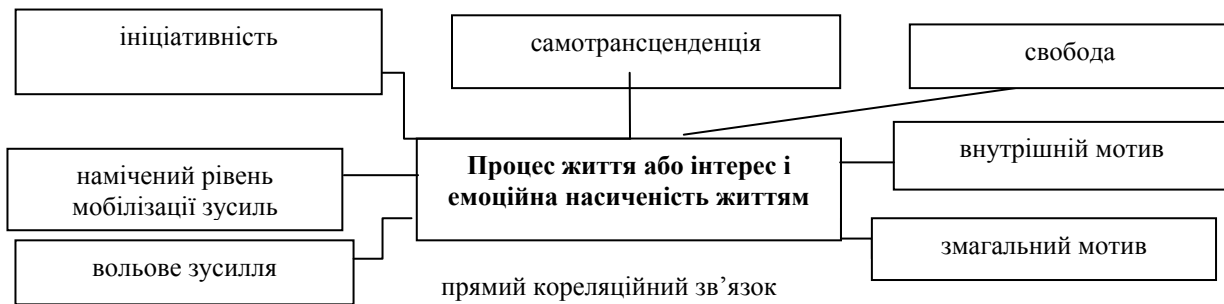 ініціативність
самотрансценденція
свобода
намічений рівень
мобілізації зусиль
Процес життя або інтерес і
емоційна насиченість життям
внутрішній мотив
вольове зусилля
змагальний мотив
прямий кореляційний зв’язок